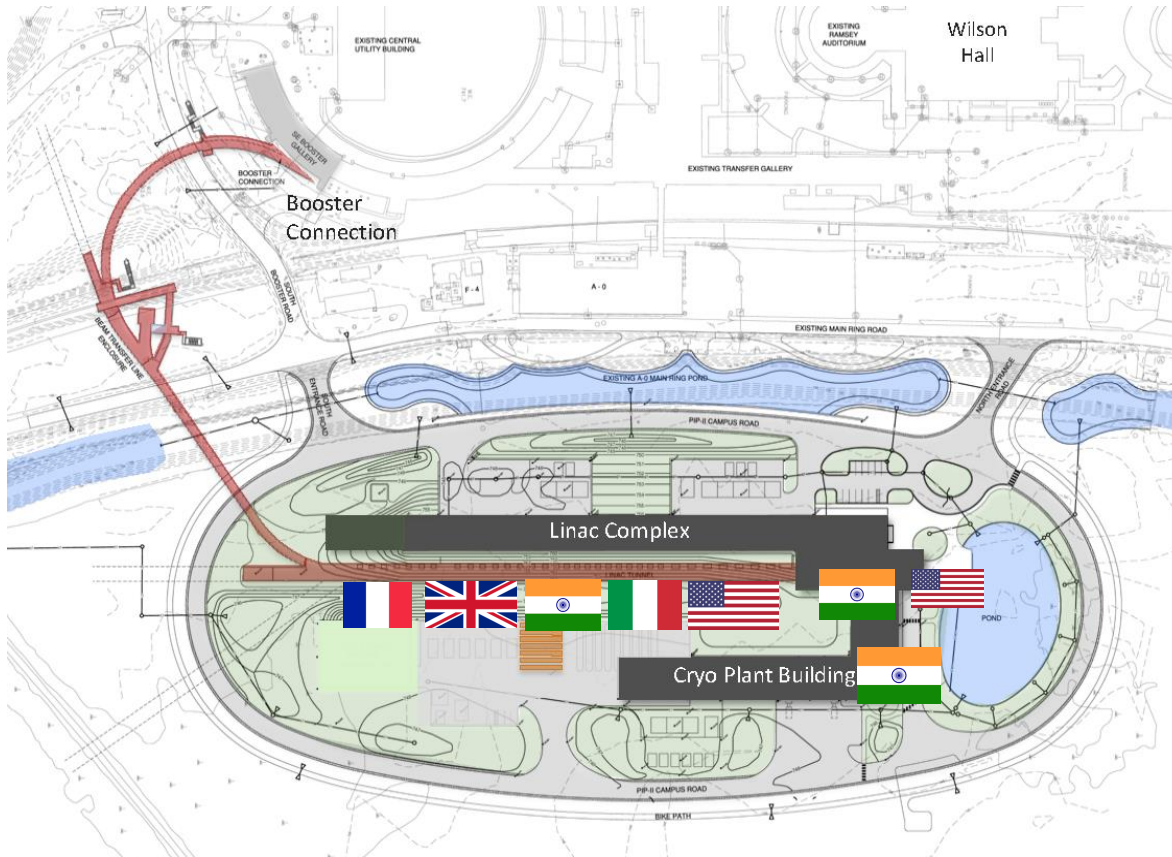 EXISTING CENTRAL
UTILITY BUILDING
EXISTING
RAMSEY
AUDITORIUM
Wilson
Hall
SE BOOSTER
GALLERY
BOOSTER
CONNECTION
EXISTING TRANSFER GALLERY
Booster
Connection
SOUTH
BOOSTER ROAD
F-4
A-0
BEAM TRANSFER LINE
ENCLOSURE
EXISTING MAIN RING ROAD
SOUTH
ENTRANCE ROAD
EXISTING A-0 MAIN RING POND
NORTH ENTRANCE
ROAD
PIP-II CAMPUS ROAD
Linac Complex
LINAC TUNNEL
POND
Cryo Plant Building
PIP-II CAMPUS ROAD
BIKE PATH